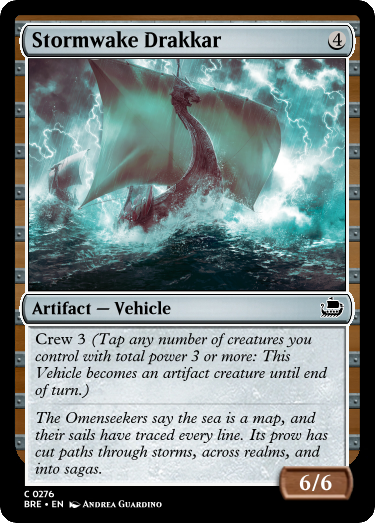 Stormwake Drakkar 4
Artifact — Vehicle
Crew 3 (Tap any number of creatures you
control with total power 3 or more: This
Vehicle becomes an artifact creature until end
of turn.)
The Omenseekers say the sea is a map, and
their sails have traced every line. Its prow has
cut paths through storms, across realms, and
into sagas.
6/6
C 0276
BRE • EN Andrea Guardino